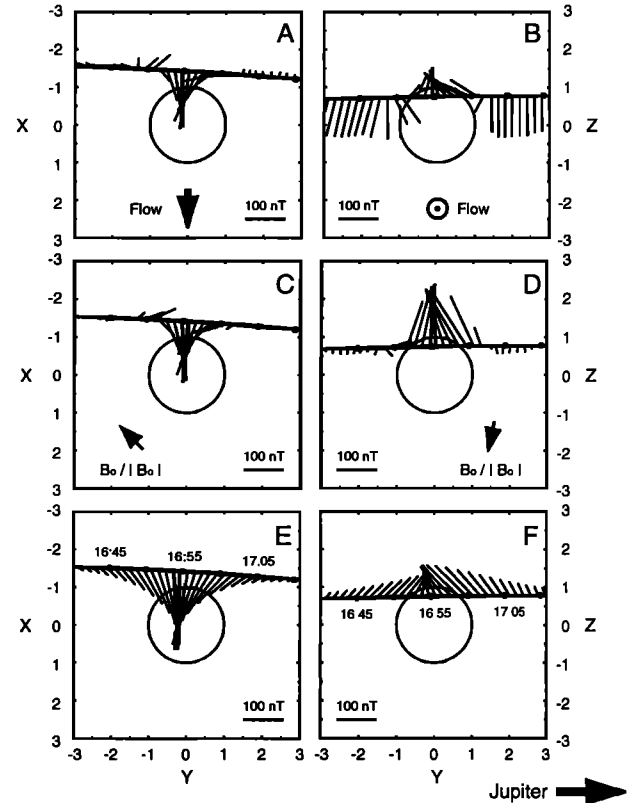 -3 A B 3
-2 2
-1 1
X 0 0 Z
1 -1
2 Flow 100 nT 100 nT Flow -2
3 -3
C D
-2 2
-1 1
X 0 0 Z
1 -1
2 B₀ / | B₀ | 100 nT 100 nT B₀ / | B₀ | -2
3 -3
E F
-2 16·45 16:55 17.05 2
-1 1
X 0 16 45 16 55 17 05 0 Z
1 -1
2 100 nT 100 nT -2
3 -3
-3 -2 -1 0 1 2 3 -3 -2 -1 0 1 2 3
Y Y
Jupiter